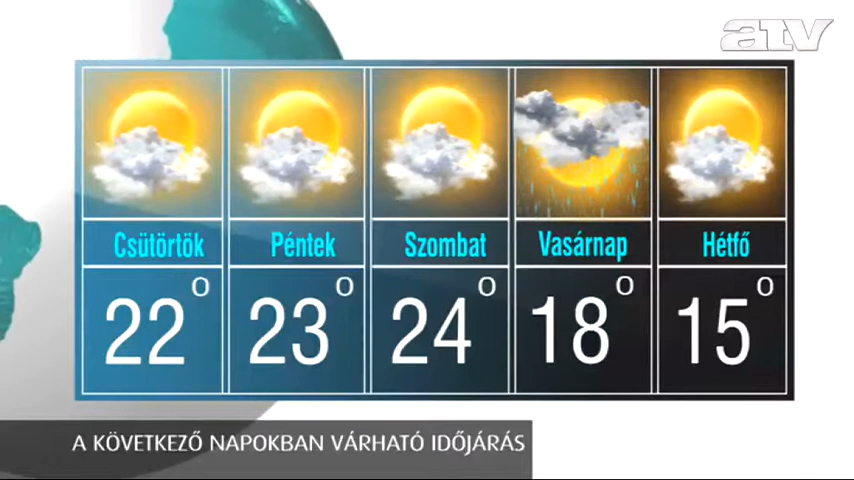 atv
Csütörtök Péntek Szombat Vasárnap Hétfő
22° 23° 24° 18° 15°
A KÖVETKEZŐ NAPOKBAN VÁRHATÓ IDŐJÁRÁS